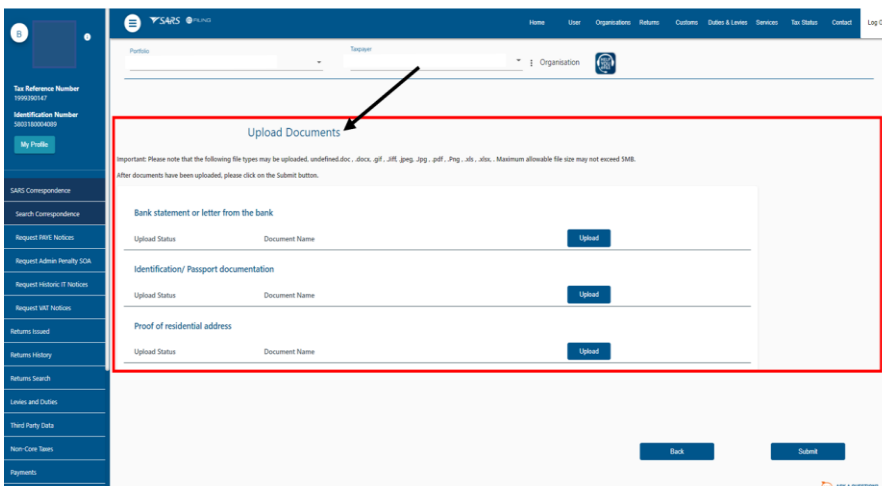 B
SARS eFILING
Home User Organisations Returns Customs Duties & Levies Services Tax Status Contact Log
Portfolio
Taxpayer
Organisation
HELP YOU
Tax Reference Number
1999390147
Identification Number
5803180004089
My Profile
SARS Correspondence
Search Correspondence
Request PAYE Notices
Request Admin Penalty SOA
Request Historic IT Notices
Request VAT Notices
Returns Issued
Returns History
Returns Search
Levies and Duties
Third Party Data
Non-Core Taxes
Payments
Upload Documents
Important: Please note that the following file types may be uploaded, undefined.doc , .docx, .gif , .Jiff, .jpeg, .Jpg , .pdf , .Png , .xls , .xlsx, . Maximum allowable file size may not exceed 5MB.
After documents have been uploaded, please click on the Submit button.
Bank statement or letter from the bank
Upload Status Document Name Upload
Identification/ Passport documentation
Upload Status Document Name Upload
Proof of residential address
Upload Status Document Name Upload
Back Submit